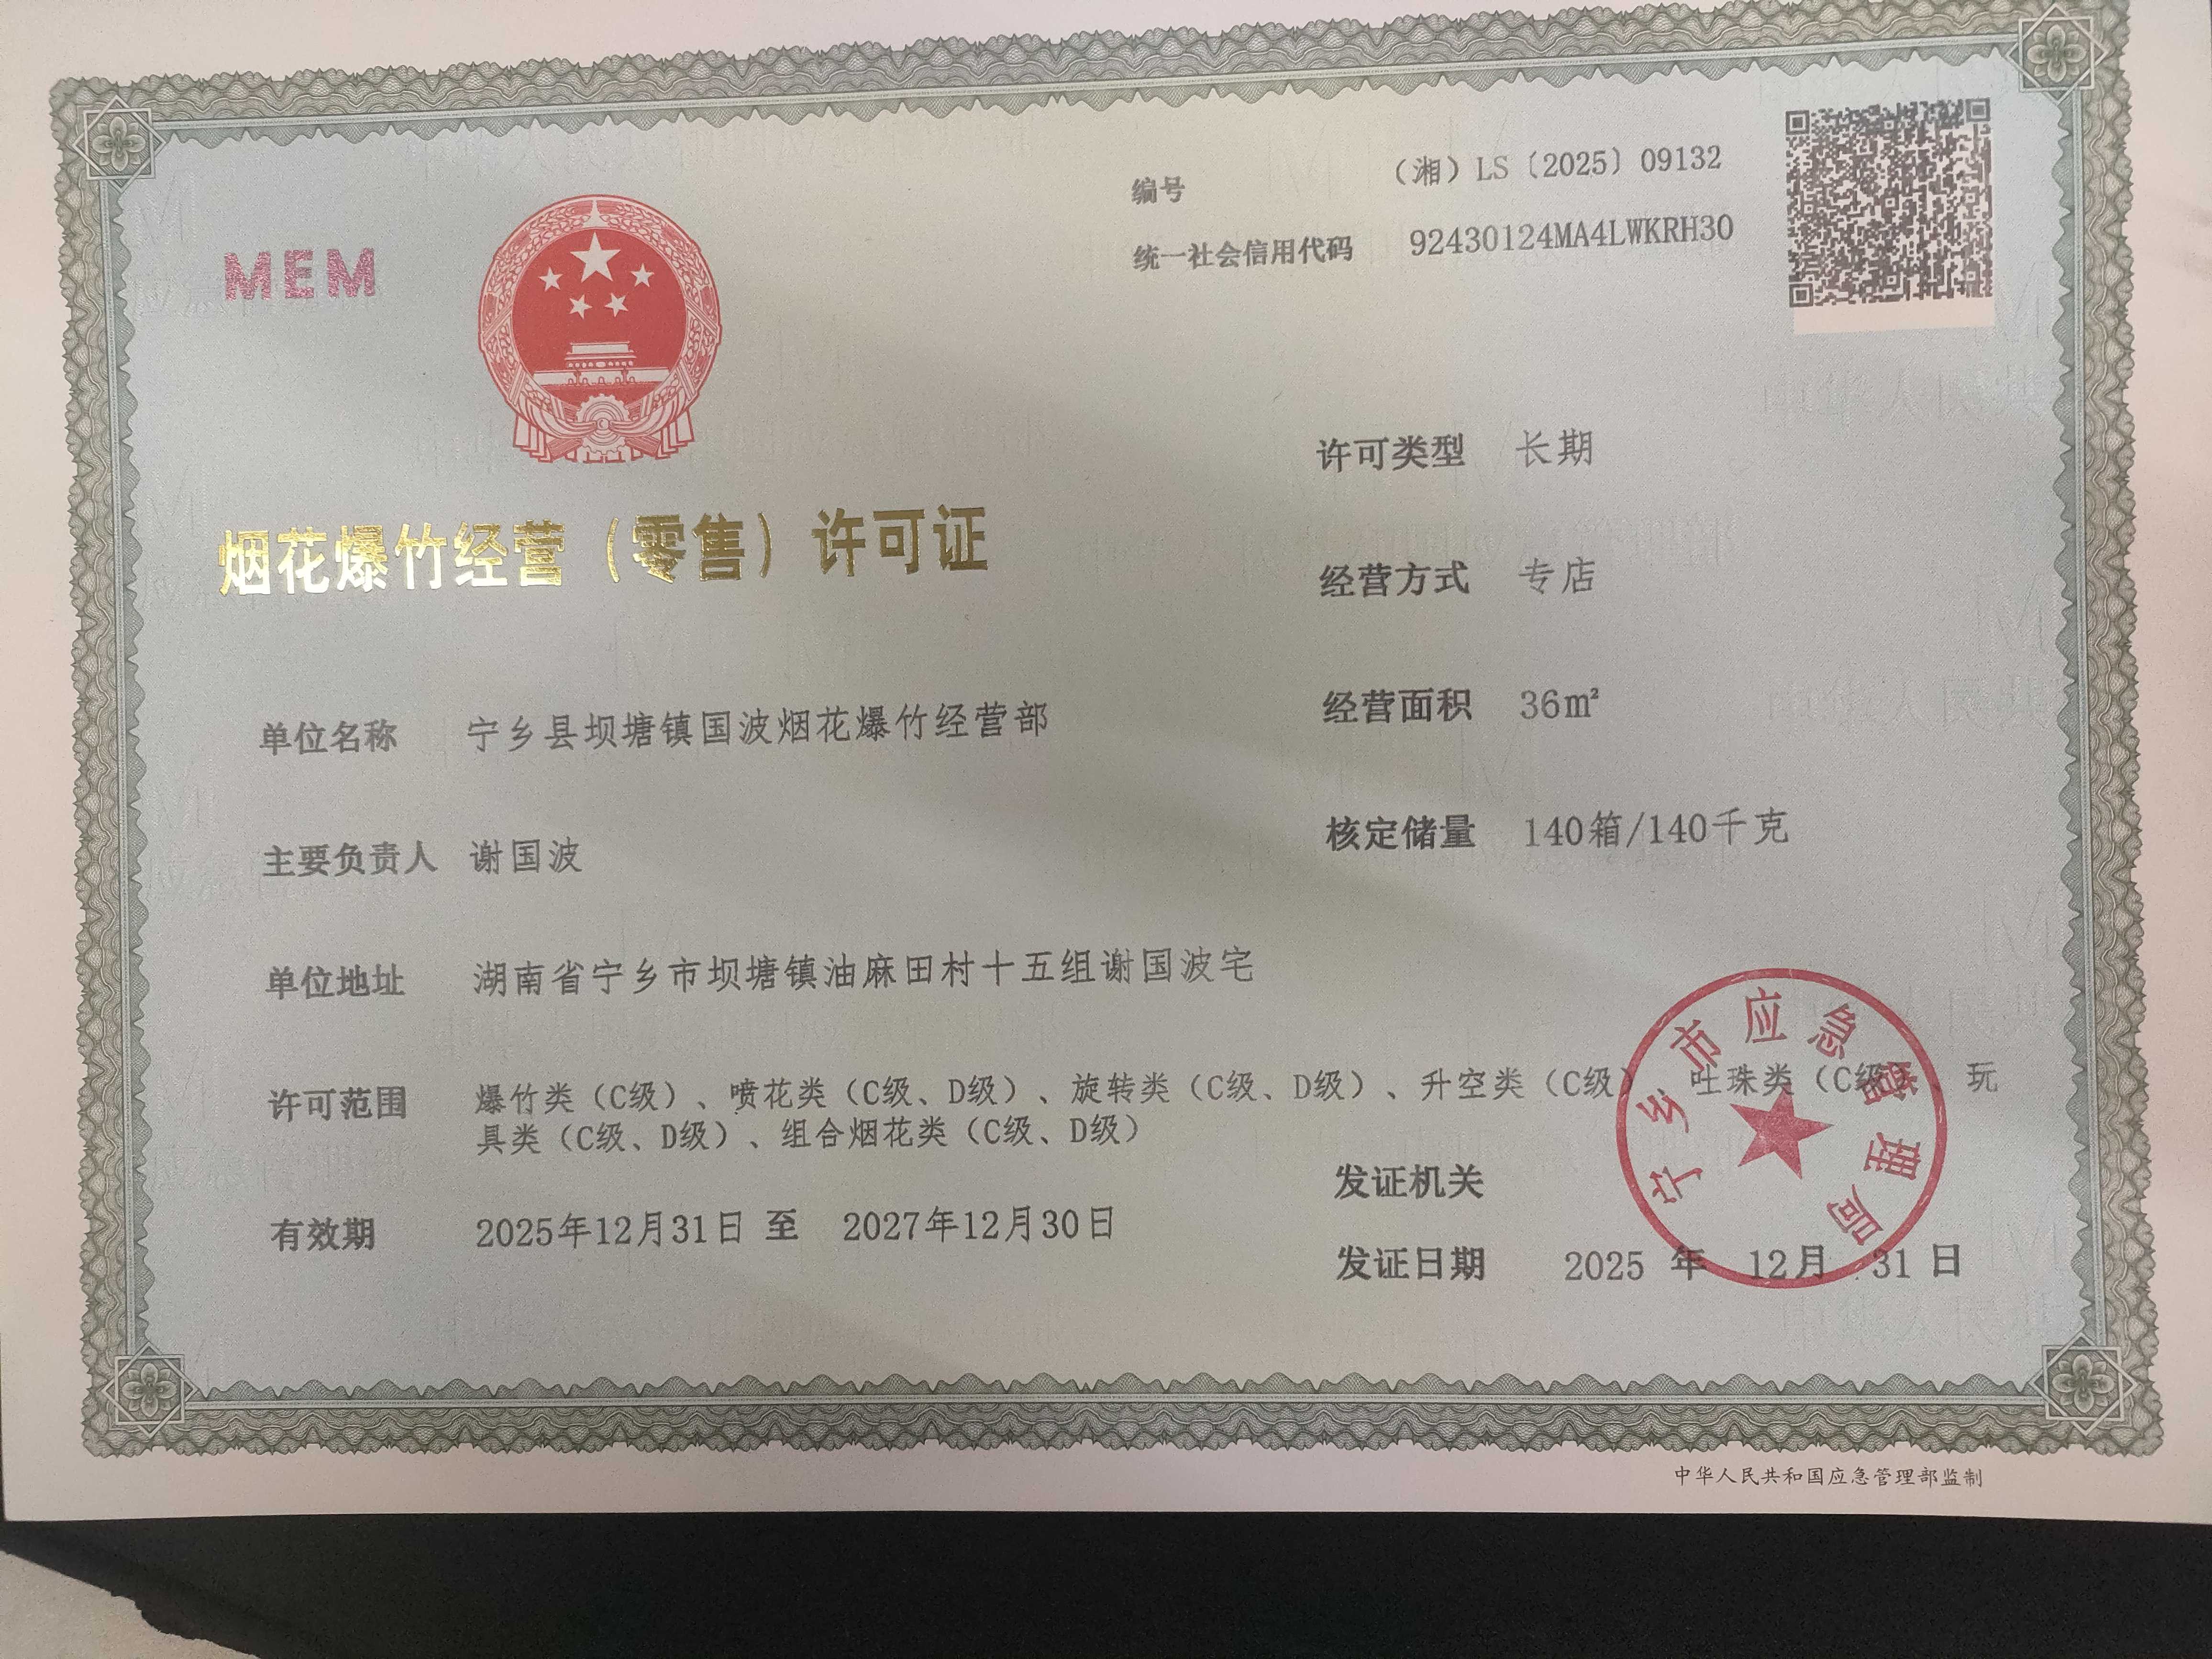 MEM
编号 （湘）LS〔2025〕09132
统一社会信用代码 92430124MA4LWKRH30
烟花爆竹经营（零售）许可证
许可类型 长期
经营方式 专店
经营面积 36㎡
核定储量 140箱/140千克
单位名称 宁乡县坝塘镇国波烟花爆竹经营部
主要负责人 谢国波
单位地址 湖南省宁乡市坝塘镇油麻田村十五组谢国波宅
许可范围 爆竹类（C级）、喷花类（C级、D级）、旋转类（C级、D级）、升空类（C级）、吐珠类（C级）、玩
具类（C级、D级）、组合烟花类（C级、D级）
有效期 2025年12月31日 至 2027年12月30日
发证机关
宁乡市应急管理局
发证日期 2025 年 12月 31 日
中华人民共和国应急管理部监制